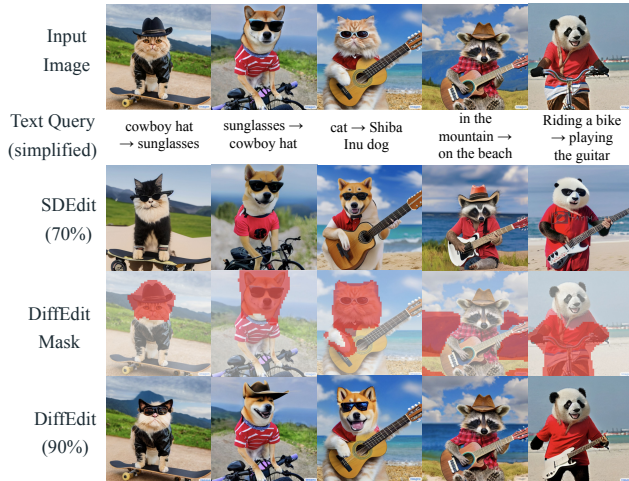 Input
Image
Text Query
(simplified)
cowboy hat
→ sunglasses
sunglasses →
cowboy hat
cat → Shiba
Inu dog
in the
mountain →
on the beach
Riding a bike
→ playing
the guitar
SDEdit
(70%)
DiffEdit
Mask
DiffEdit
(90%)